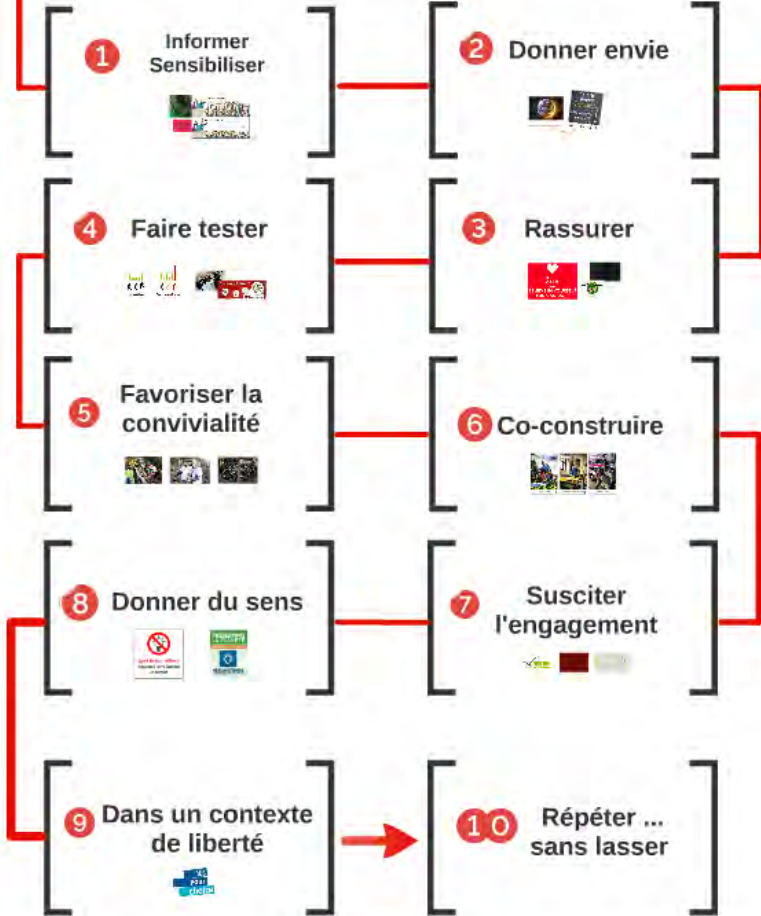 1 Informer
Sensibiliser
2 Donner envie
3 Rassurer
4 Faire tester
5 Favoriser la
convivialité
6 Co-construire
7 Susciter
l'engagement
8 Donner du sens
9 Dans un contexte
de liberté
10 Répéter ...
sans lasser